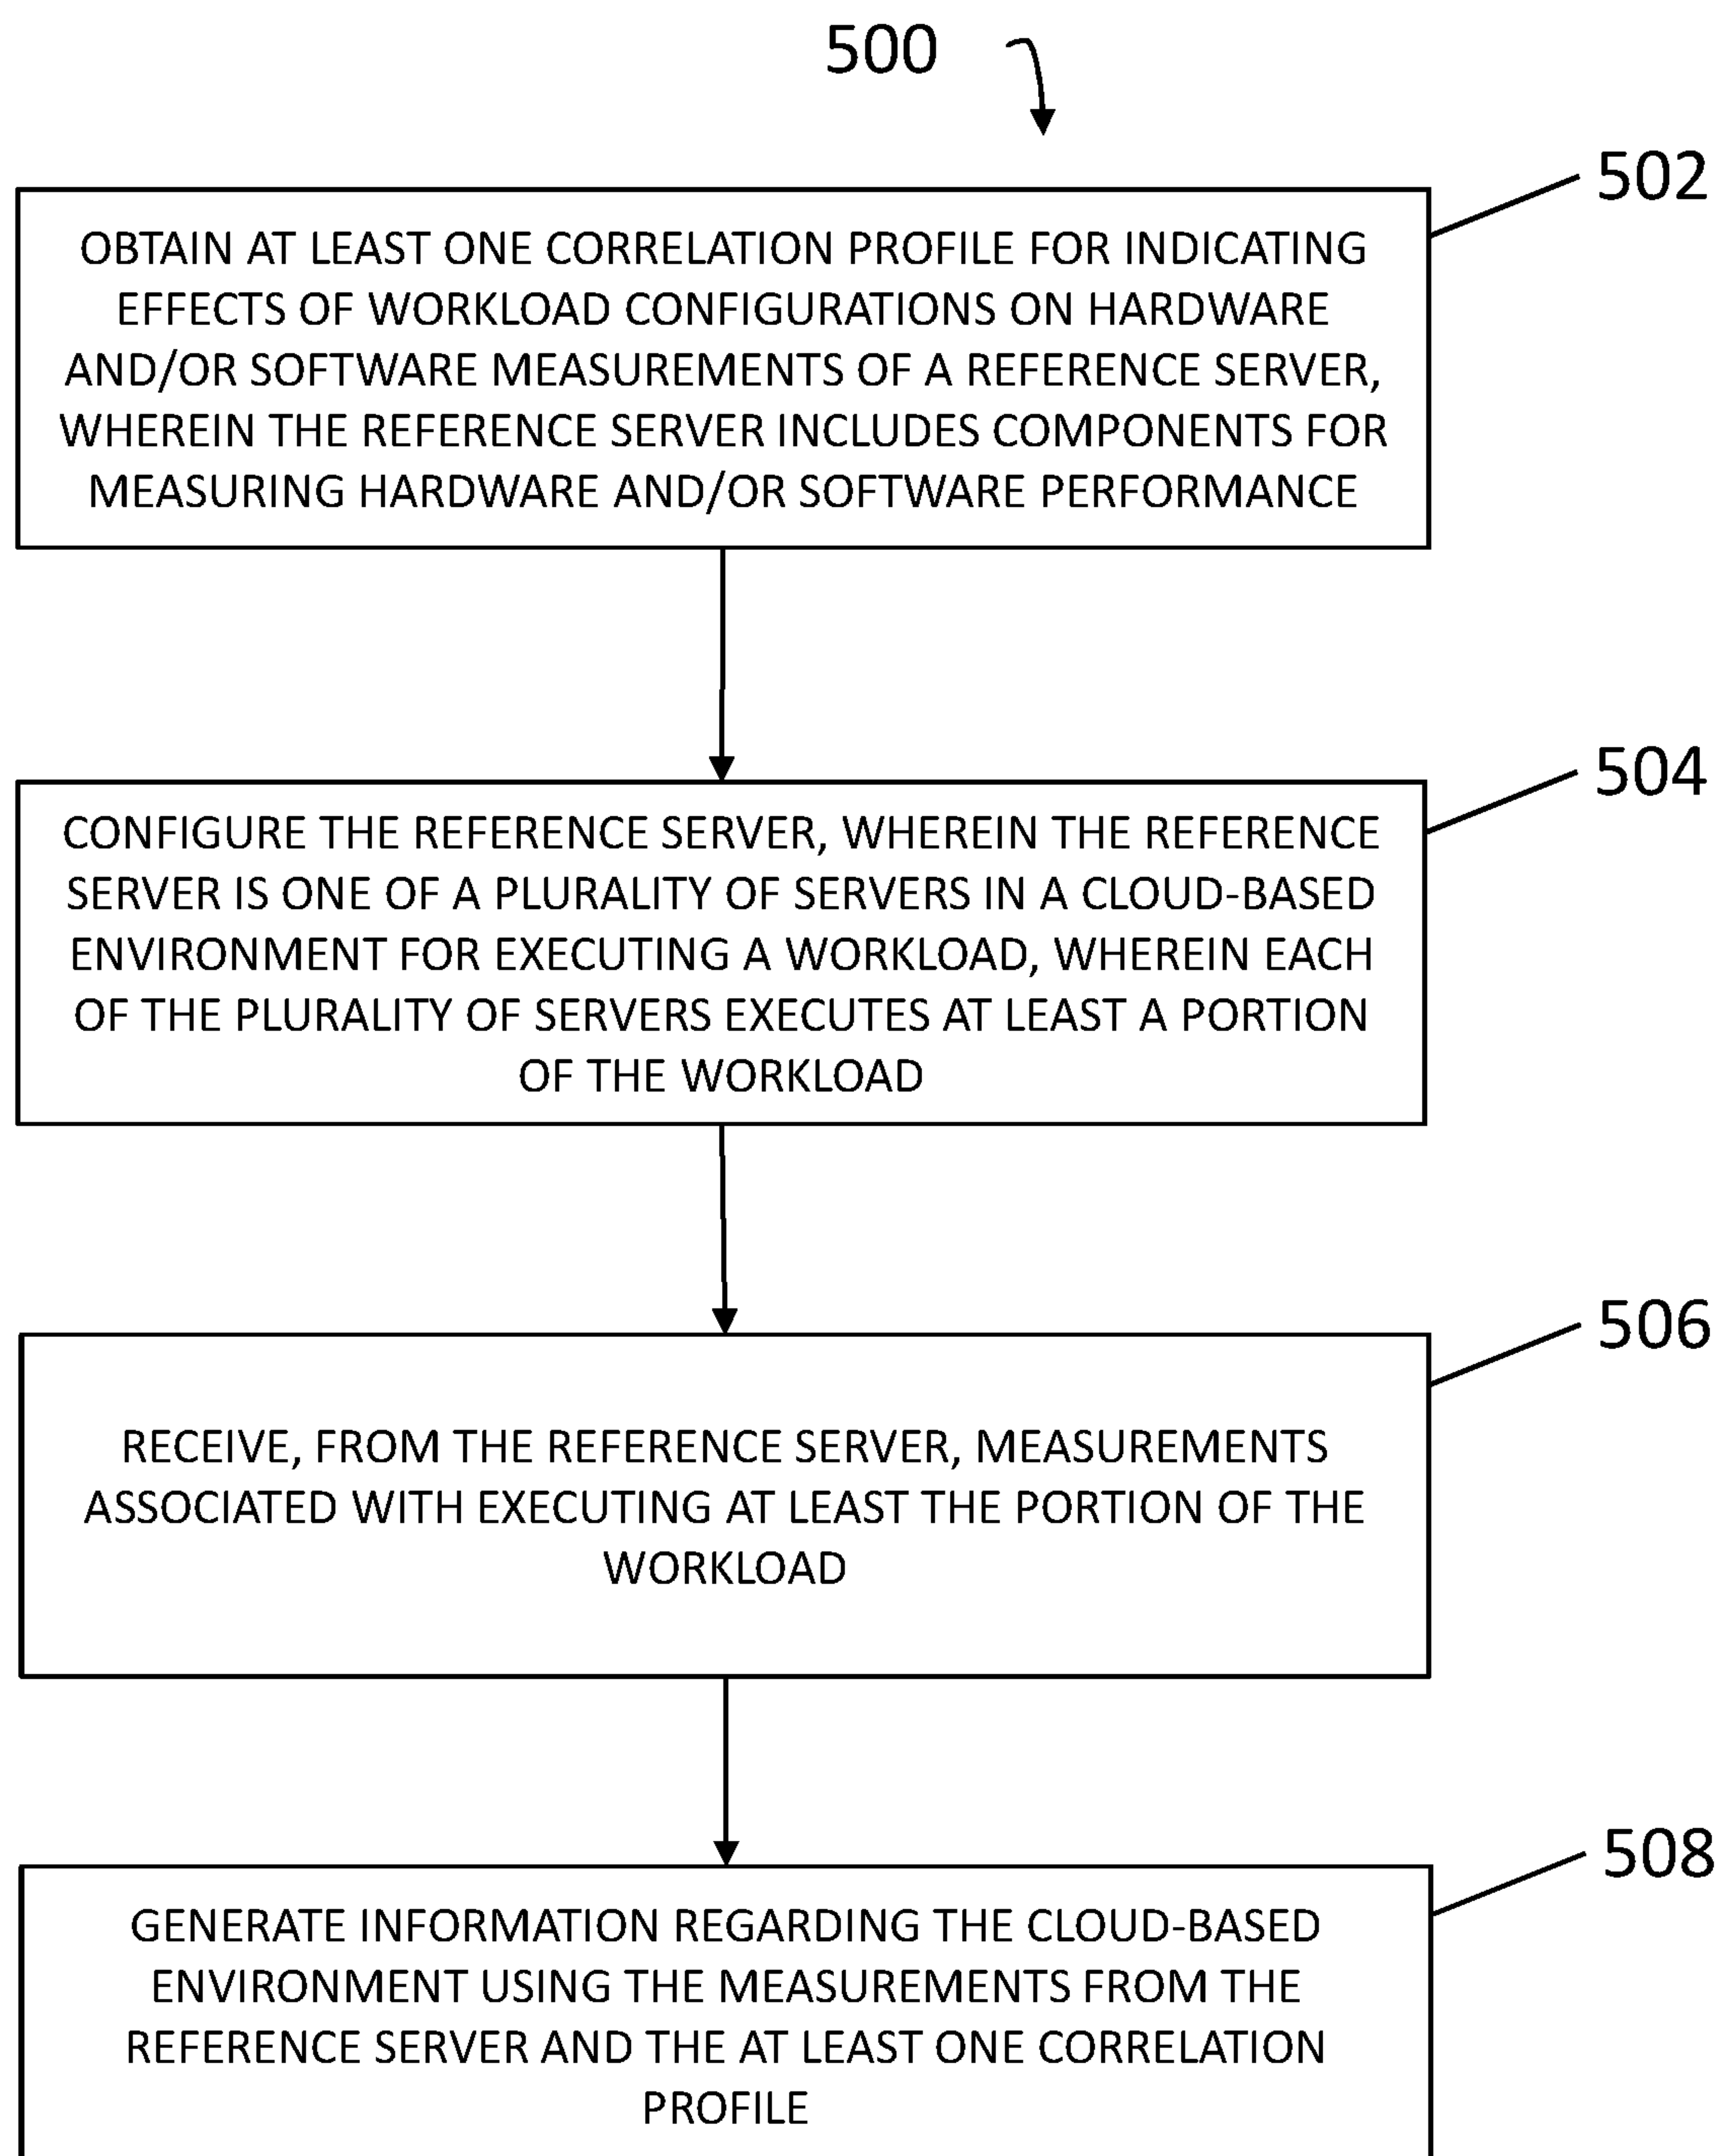 500
502
OBTAIN AT LEAST ONE CORRELATION PROFILE FOR INDICATING
EFFECTS OF WORKLOAD CONFIGURATIONS ON HARDWARE
AND/OR SOFTWARE MEASUREMENTS OF A REFERENCE SERVER,
WHEREIN THE REFERENCE SERVER INCLUDES COMPONENTS FOR
MEASURING HARDWARE AND/OR SOFTWARE PERFORMANCE
504
CONFIGURE THE REFERENCE SERVER, WHEREIN THE REFERENCE
SERVER IS ONE OF A PLURALITY OF SERVERS IN A CLOUD-BASED
ENVIRONMENT FOR EXECUTING A WORKLOAD, WHEREIN EACH
OF THE PLURALITY OF SERVERS EXECUTES AT LEAST A PORTION
OF THE WORKLOAD
506
RECEIVE, FROM THE REFERENCE SERVER, MEASUREMENTS
ASSOCIATED WITH EXECUTING AT LEAST THE PORTION OF THE
WORKLOAD
508
GENERATE INFORMATION REGARDING THE CLOUD-BASED
ENVIRONMENT USING THE MEASUREMENTS FROM THE
REFERENCE SERVER AND THE AT LEAST ONE CORRELATION
PROFILE